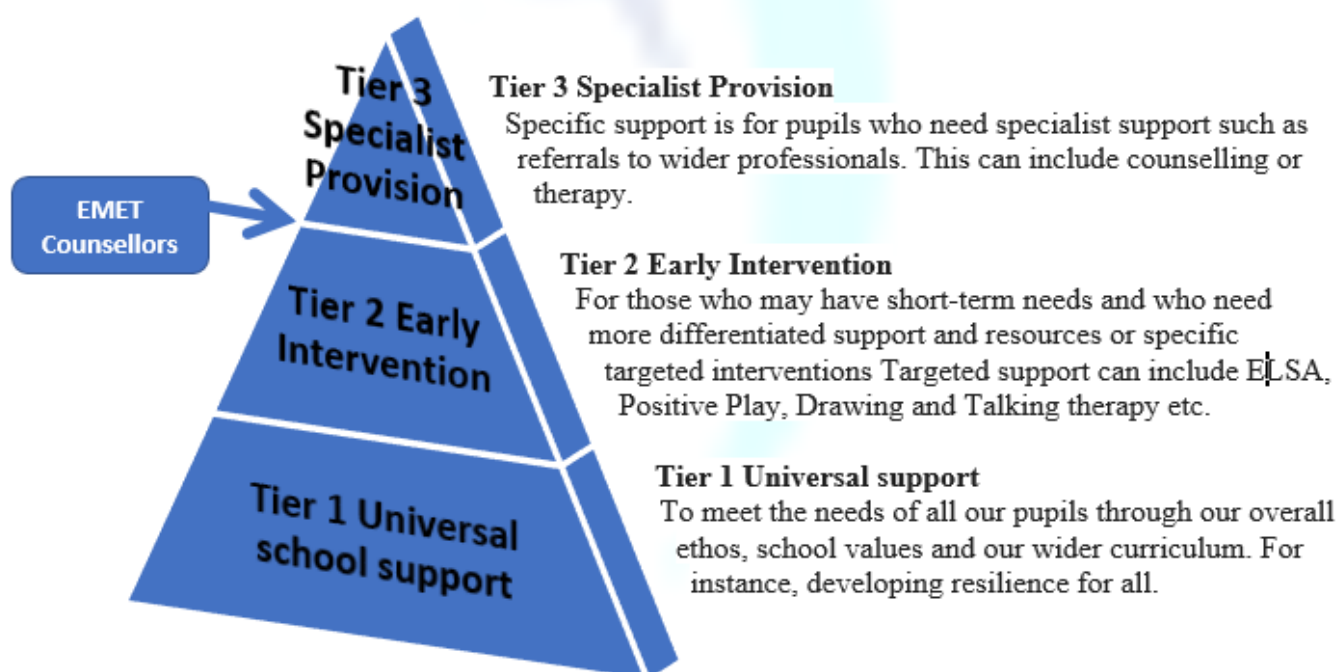 Tier 3
Specialist
Provision
EMET
Counsellors
Tier 2 Early
Intervention
Tier 1 Universal
school support
Tier 3 Specialist Provision
Specific support is for pupils who need specialist support such as
referrals to wider professionals. This can include counselling or
therapy.
Tier 2 Early Intervention
For those who may have short-term needs and who need
more differentiated support and resources or specific
targeted interventions Targeted support can include ELSA,
Positive Play, Drawing and Talking therapy etc.
Tier 1 Universal support
To meet the needs of all our pupils through our overall
ethos, school values and our wider curriculum. For
instance, developing resilience for all.